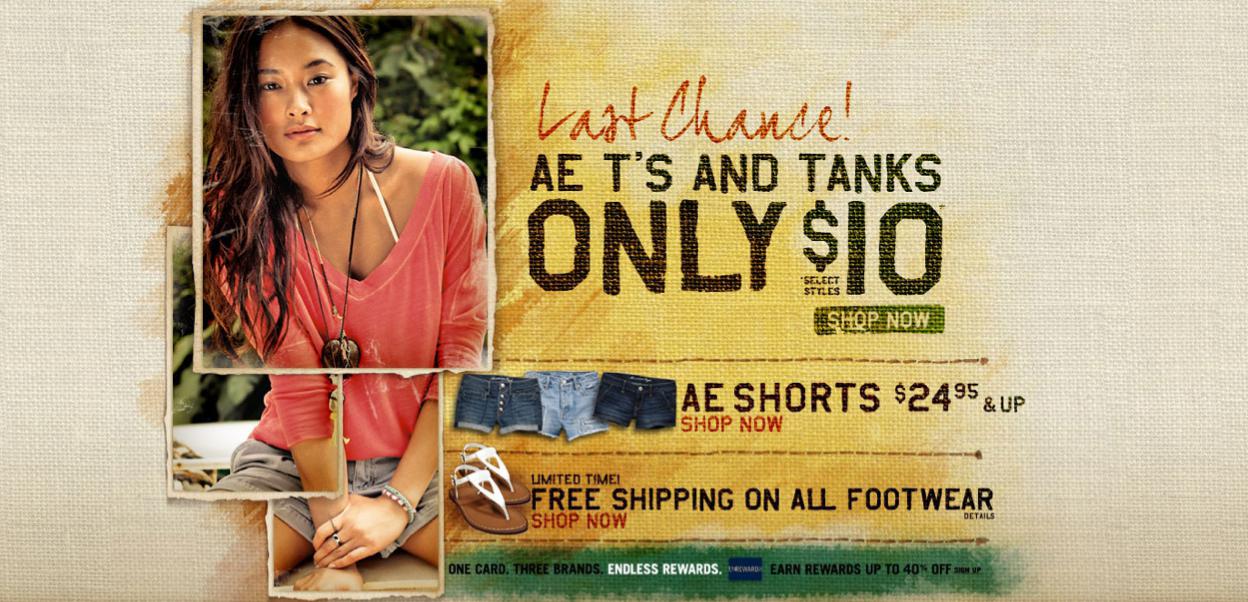 Last Chance!
AE T'S AND TANKS
ONLY $10*
*SELECT
STYLES
SHOP NOW
AE SHORTS $24.95 & UP
SHOP NOW
LIMITED TIME!
FREE SHIPPING ON ALL FOOTWEAR
DETAILS
SHOP NOW
ONE CARD. THREE BRANDS. ENDLESS REWARDS. EARN REWARDS UP TO 40% OFF SIGN UP